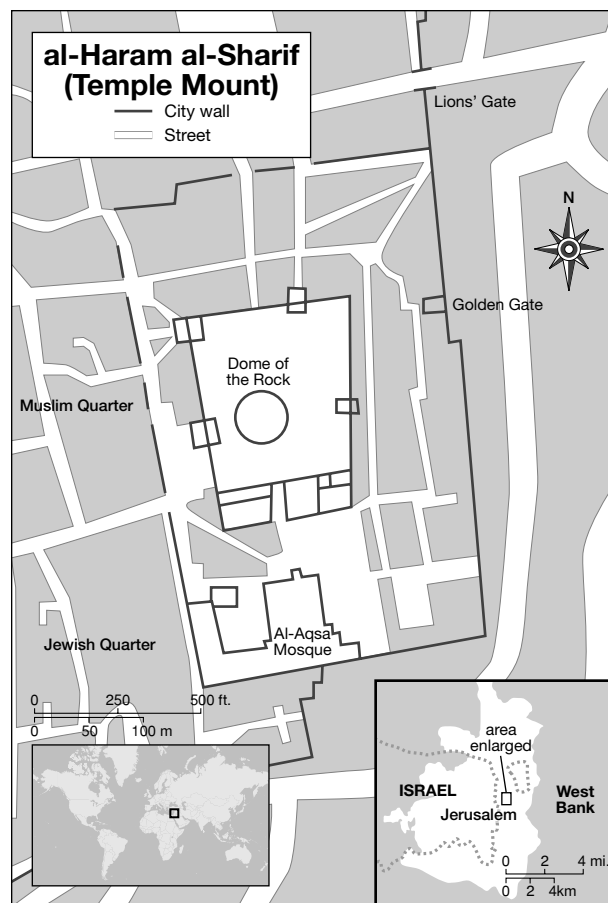 al-Haram al-Sharif
(Temple Mount)
City wall
Street
Lions' Gate
N
Golden Gate
Dome of
the Rock
Muslim Quarter
Jewish Quarter
Al-Aqsa
Mosque
0 250 500 ft.
0 50 100 m
area
enlarged
ISRAEL
West
Bank
Jerusalem
0 2 4 mi.
0 2 4km